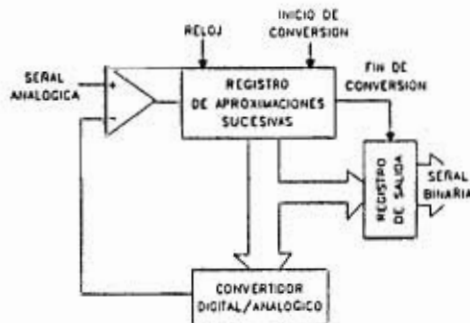 RELOJ
INICIO DE
CONVERSION
SEÑAL
ANALOGICA
+
-
REGISTRO
DE APROXIMACIONES
SUCESIVAS
FIN DE
CONVERSION
REGISTRO
DE SALIDA
SEÑAL
BINARIA
CONVERTIDOR
DIGITAL/ANALOGICO